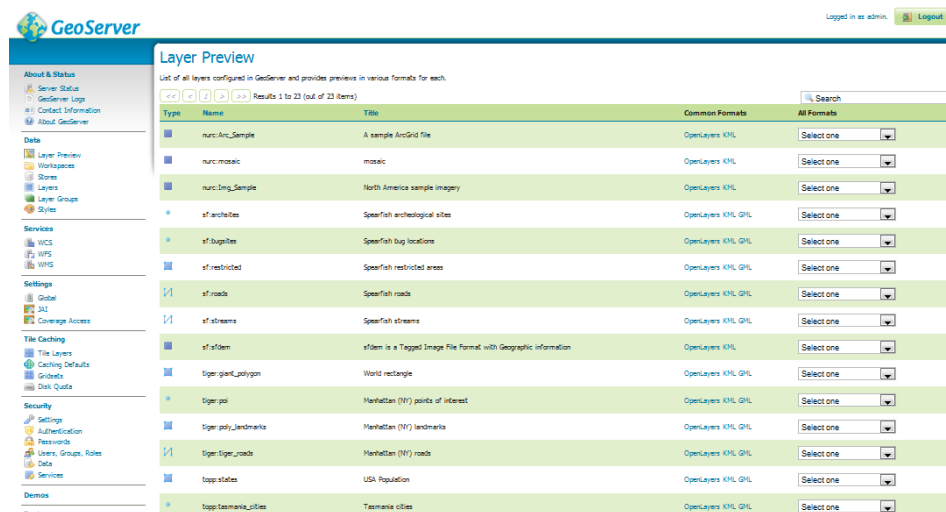 GeoServer
Logged in as admin.
Logout
About & Status
Server Status
GeoServer Logs
Contact Information
About GeoServer
Data
Layer Preview
Workspaces
Stores
Layers
Layer Groups
Styles
Services
WCS
WFS
WMS
Settings
Global
JAI
Coverage Access
Tile Caching
Tile Layers
Caching Defaults
Gridsets
Disk Quota
Security
Settings
Authentication
Passwords
Users, Groups, Roles
Data
Services
Demos
Layer Preview
List of all layers configured in GeoServer and provides previews in various formats for each.
<< < 1 > >> Results 1 to 23 (out of 23 items)
Search
Type Name Title Common Formats All Formats
nurc:Arc_Sample A sample ArcGrid file OpenLayers KML Select one
nurc:mosaic mosaic OpenLayers KML Select one
nurc:Img_Sample North America sample imagery OpenLayers KML Select one
sf:archsites Spearfish archeological sites OpenLayers KML GML Select one
sf:bugsites Spearfish bug locations OpenLayers KML GML Select one
sf:restricted Spearfish restricted areas OpenLayers KML GML Select one
sf:roads Spearfish roads OpenLayers KML GML Select one
sf:streams Spearfish streams OpenLayers KML GML Select one
sf:sfdem sfdem is a Tagged Image File Format with Geographic information OpenLayers KML Select one
tiger:giant_polygon World rectangle OpenLayers KML GML Select one
tiger:poi Manhattan (NY) points of interest OpenLayers KML GML Select one
tiger:poly_landmarks Manhattan (NY) landmarks OpenLayers KML GML Select one
tiger:tiger_roads Manhattan (NY) roads OpenLayers KML GML Select one
topp:states USA Population OpenLayers KML GML Select one
topp:tasmania_cities Tasmania cities OpenLayers KML GML Select one